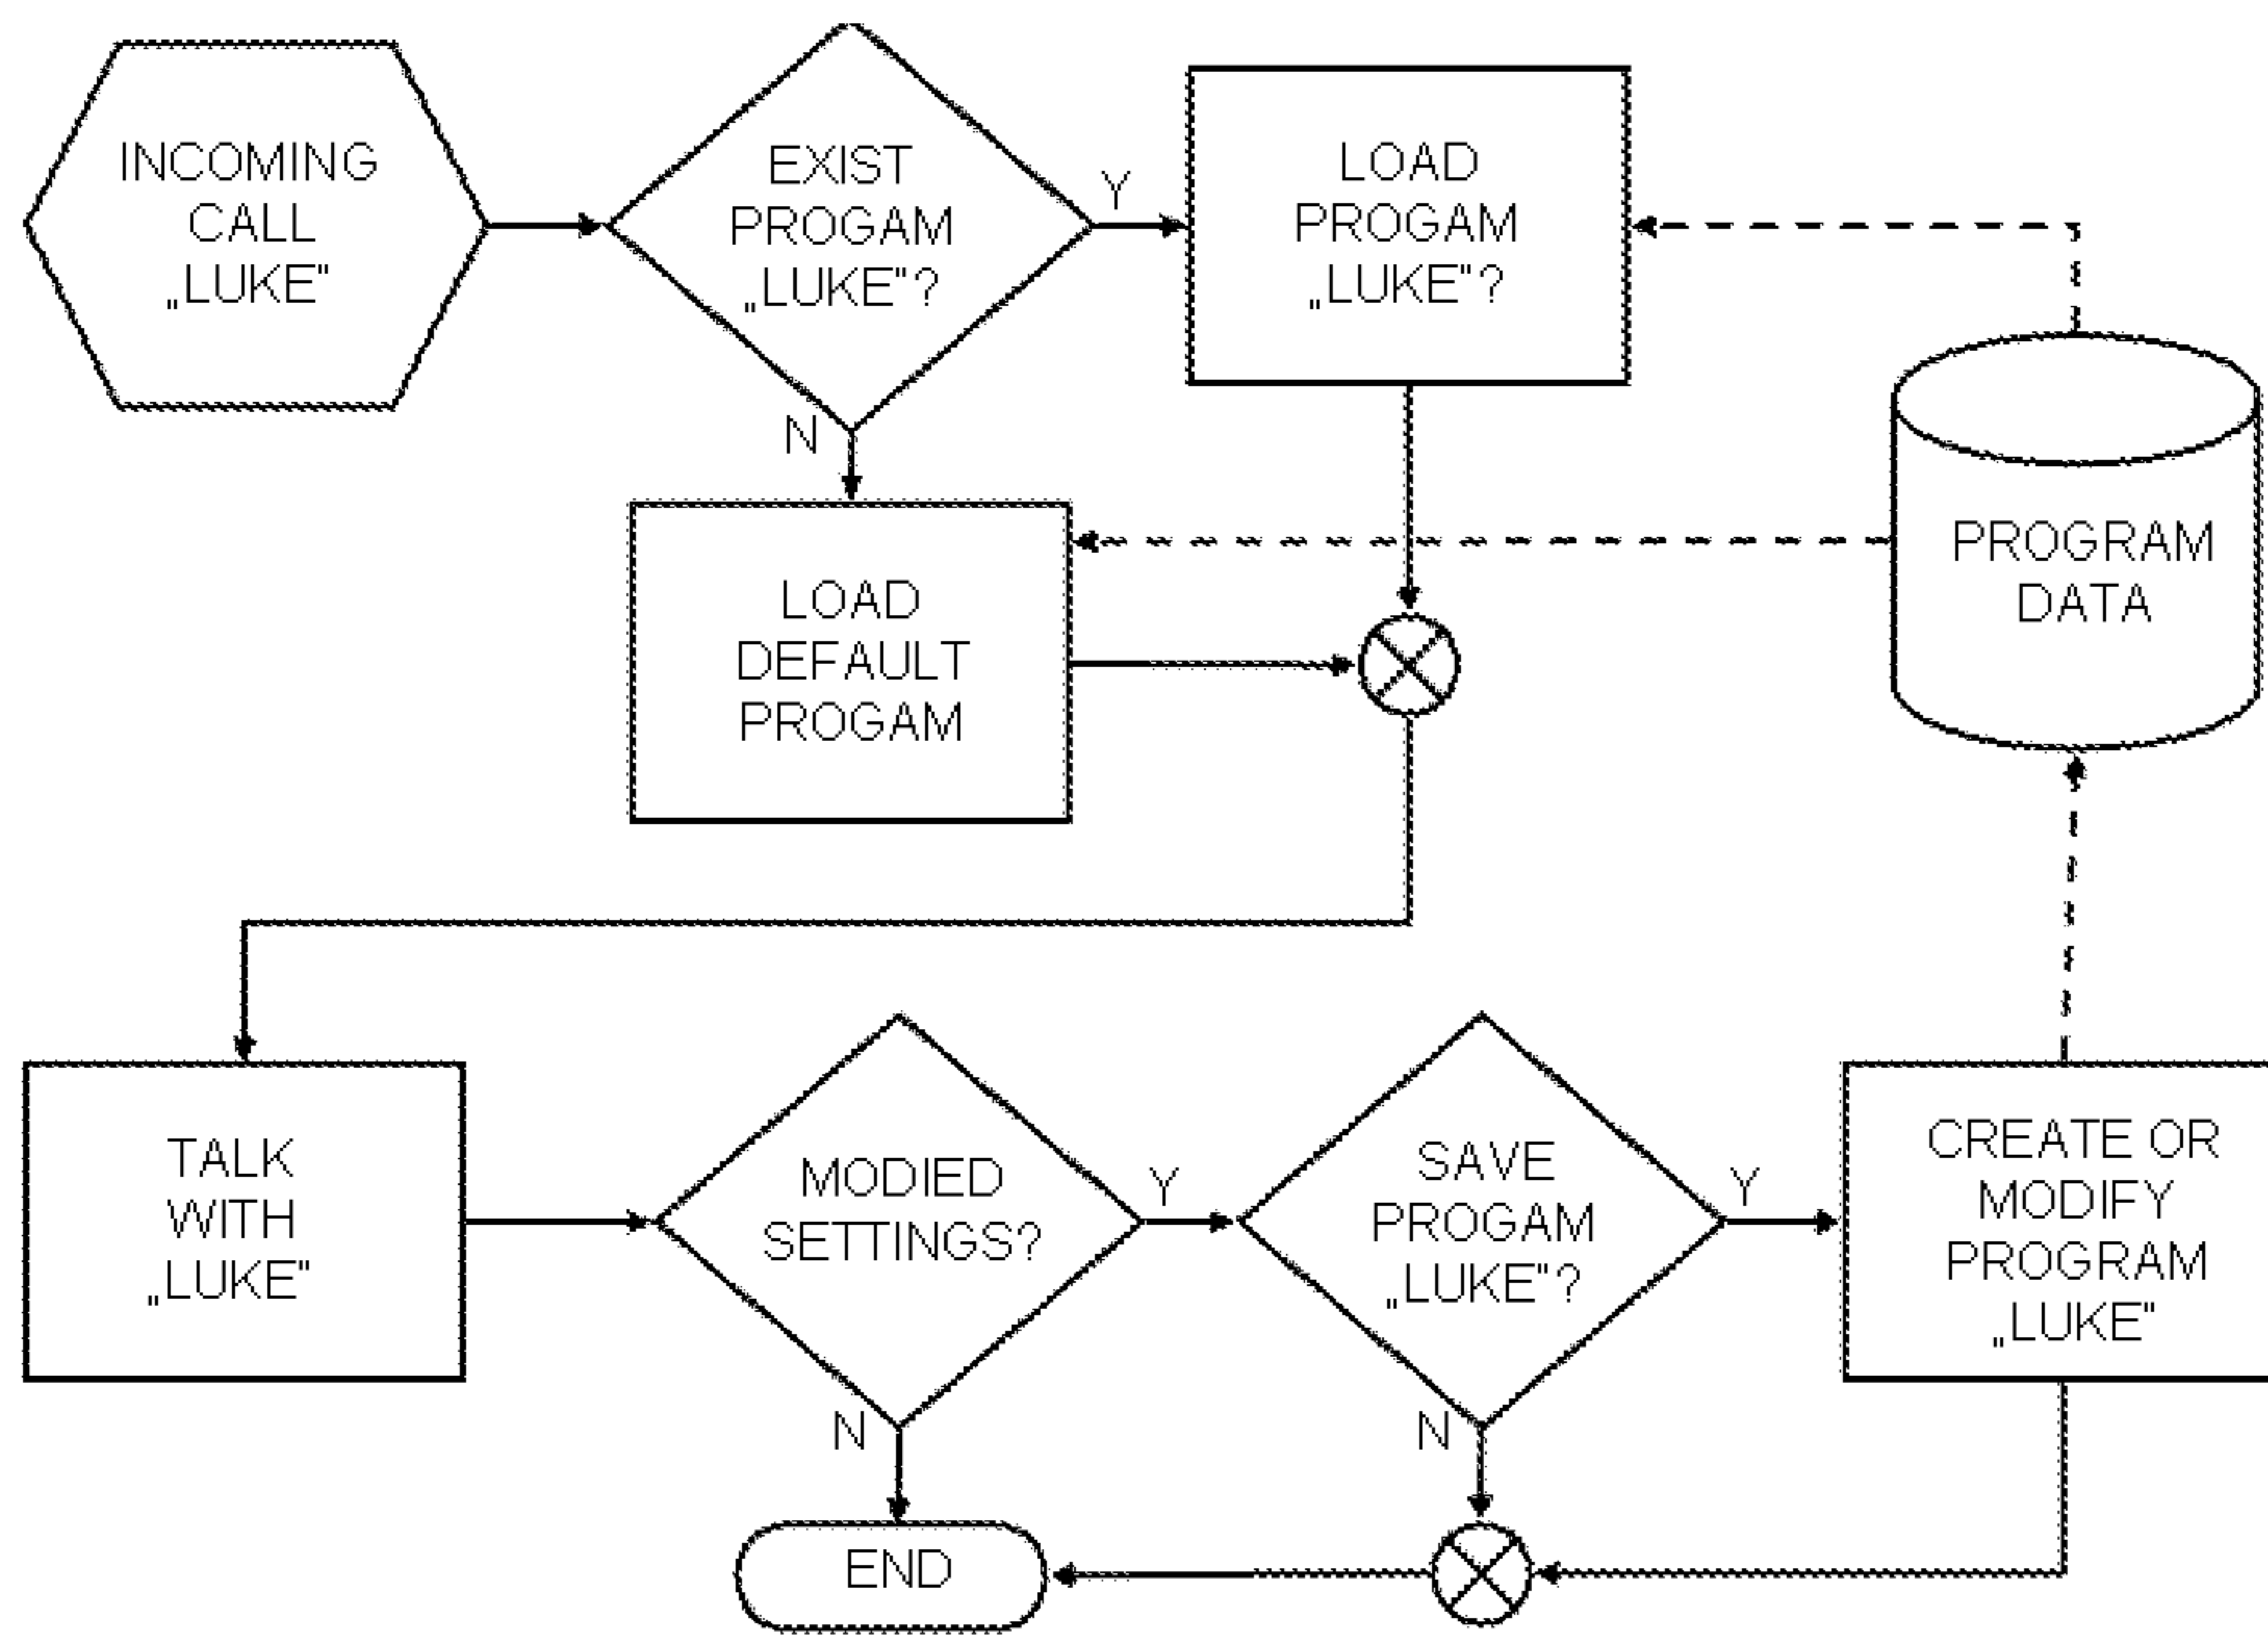 INCOMING
CALL
„LUKE"
EXIST
PROGAM
„LUKE"?
Y
LOAD
PROGAM
„LUKE"?
N
LOAD
DEFAULT
PROGAM
PROGRAM
DATA
TALK
WITH
„LUKE"
MODIED
SETTINGS?
Y
SAVE
PROGAM
„LUKE"?
Y
CREATE OR
MODIFY
PROGRAM
„LUKE"
N
N
END